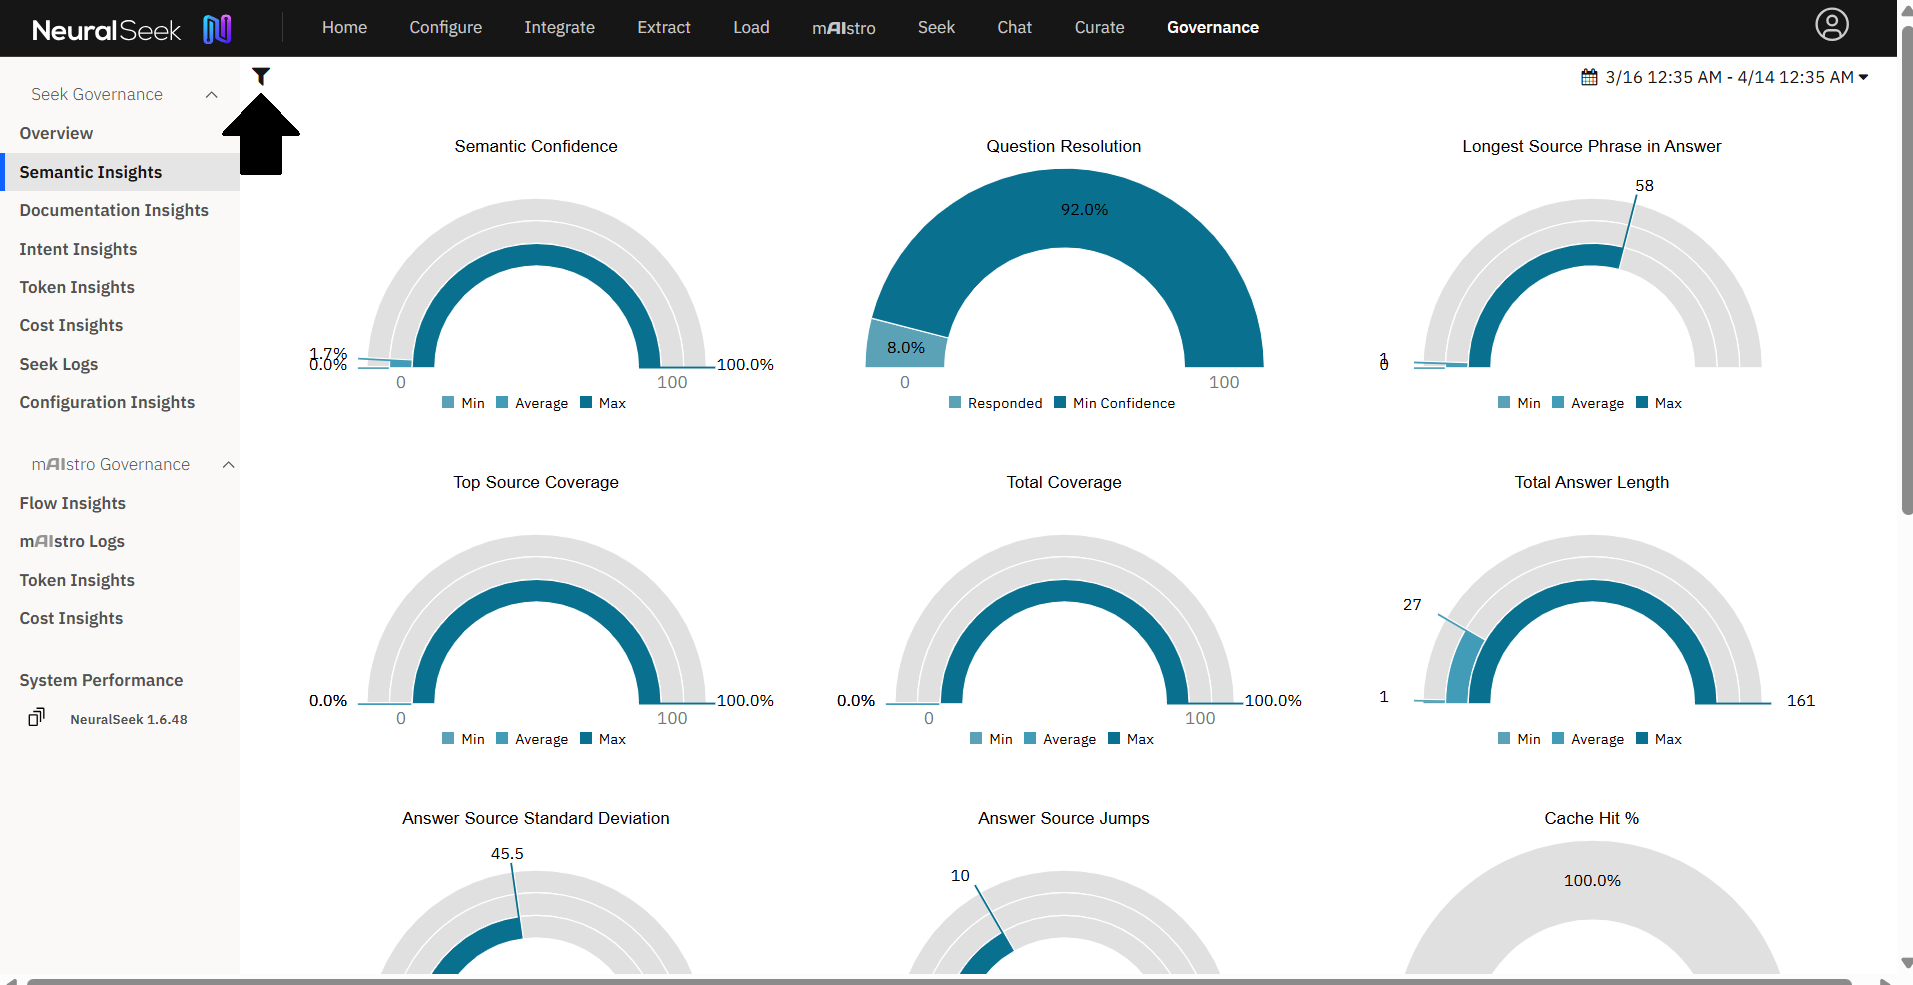 NeuralSeek
Home Configure Integrate Extract Load mAIstro Seek Chat Curate Governance
3/16 12:35 AM - 4/14 12:35 AM
Seek Governance
Overview
Semantic Insights
Documentation Insights
Intent Insights
Token Insights
Cost Insights
Seek Logs
Configuration Insights
mAIstro Governance
Flow Insights
mAIstro Logs
Token Insights
Cost Insights
System Performance
NeuralSeek 1.6.48
Semantic Confidence
1.7%
0.0%
100.0%
0 100
Min Average Max
Question Resolution
92.0%
8.0%
0 100
Responded Min Confidence
Longest Source Phrase in Answer
58
1
0
Min Average Max
Top Source Coverage
0.0% 100.0%
0 100
Min Average Max
Total Coverage
0.0% 100.0%
0 100
Min Average Max
Total Answer Length
27
1 161
Min Average Max
Answer Source Standard Deviation
45.5
Answer Source Jumps
10
Cache Hit %
100.0%